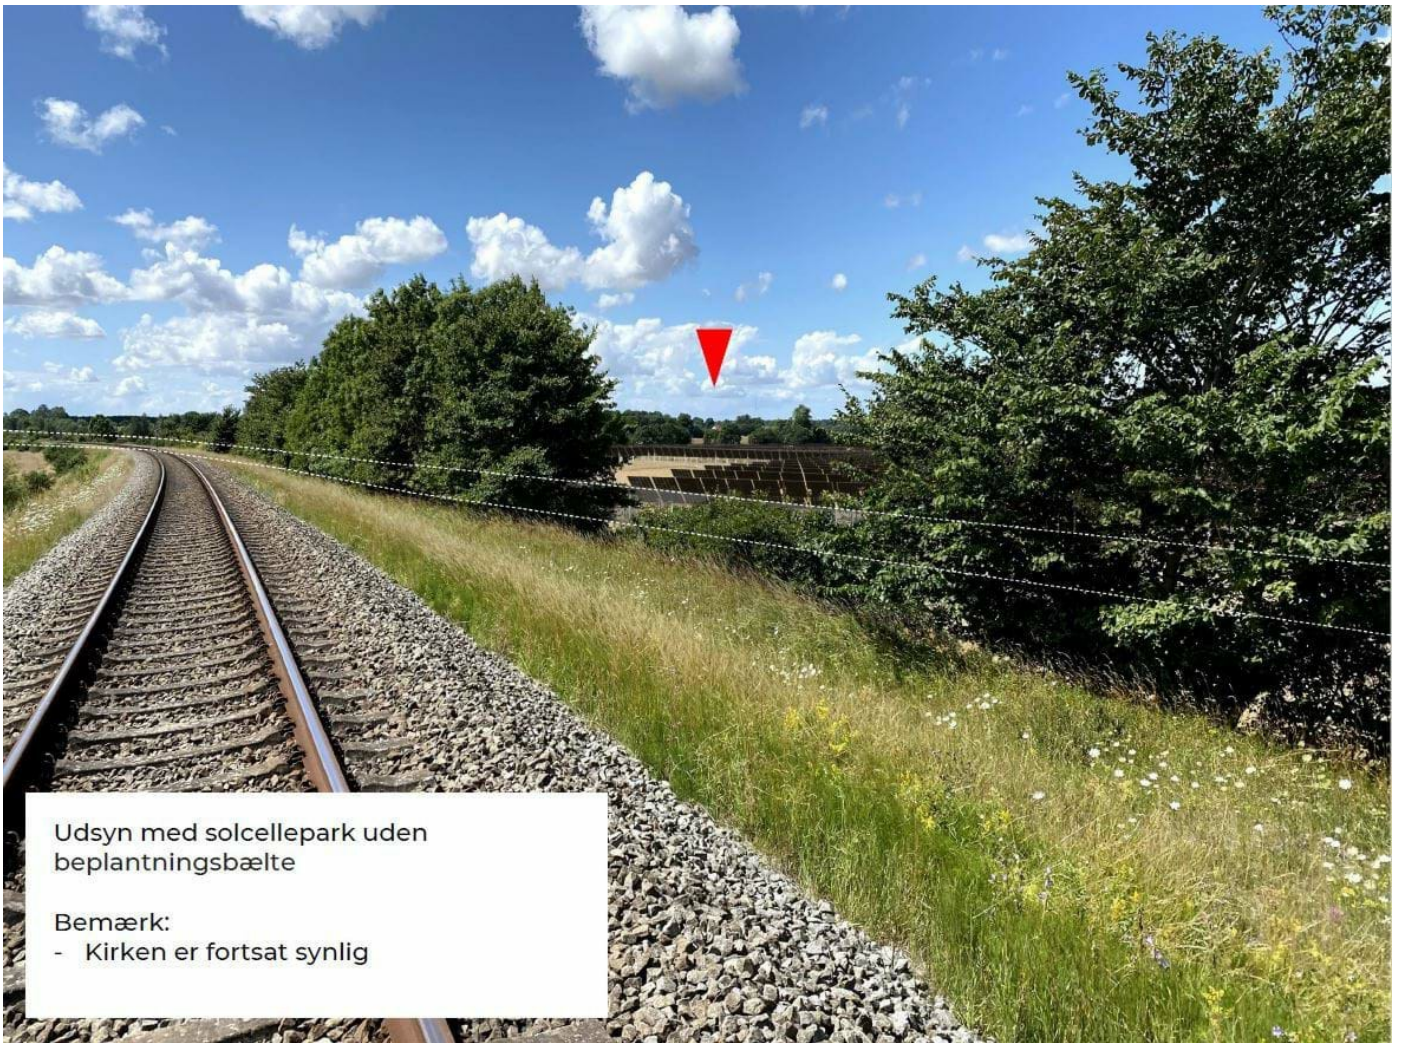 Udsyn med solcellepark uden
beplantningsbælte
Bemærk:
- Kirken er fortsat synlig